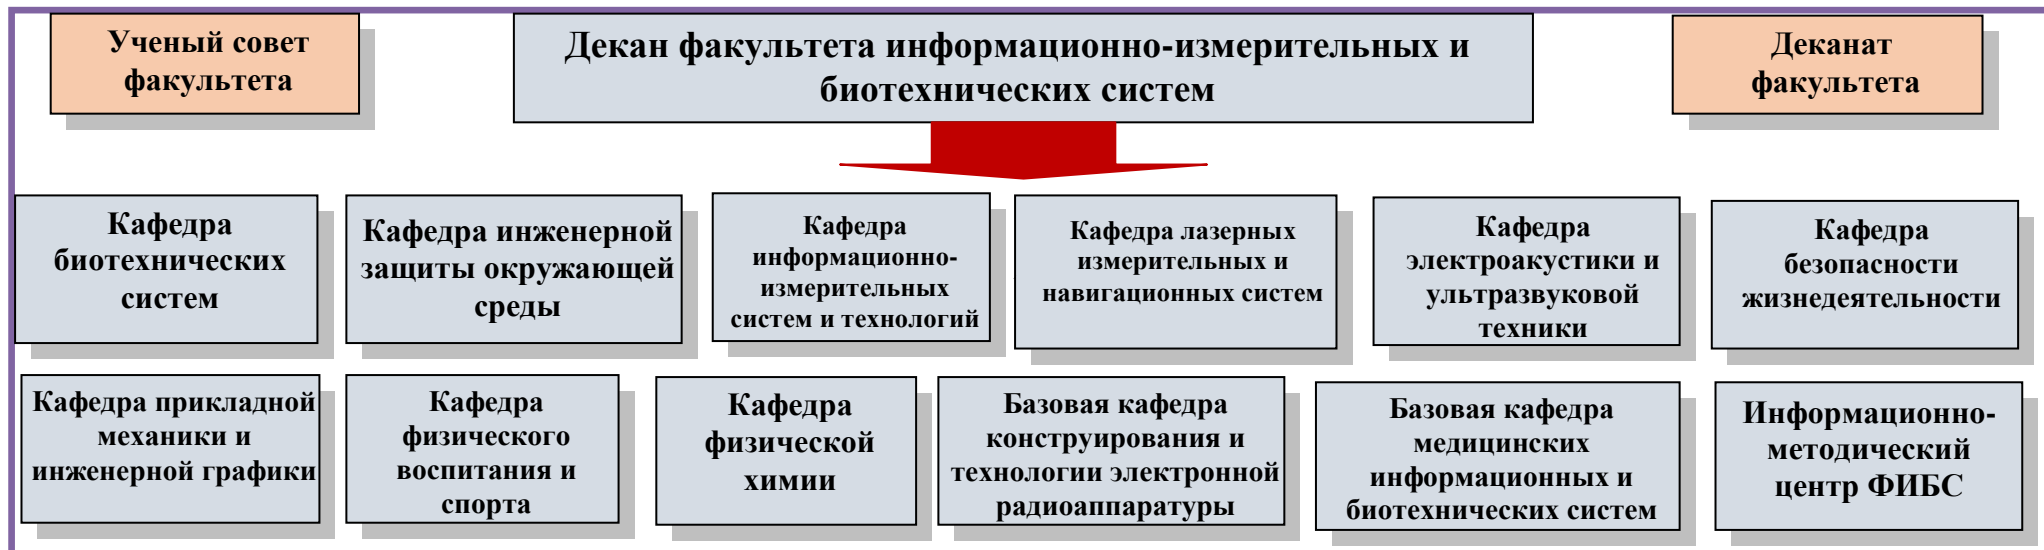 Ученый совет
факультета
Декан факультета информационно-измерительных и
биотехнических систем
Деканат
факультета
Кафедра
биотехнических
систем
Кафедра инженерной
защиты окружающей
среды
Кафедра
информационно-
измерительных
систем и технологий
Кафедра лазерных
измерительных и
навигационных систем
Кафедра
электроакустики и
ультразвуковой
техники
Кафедра
безопасности
жизнедеятельности
Кафедра прикладной
механики и
инженерной графики
Кафедра
физического
воспитания и
спорта
Кафедра
физической
химии
Базовая кафедра
конструирования и
технологии электронной
радиоаппаратуры
Базовая кафедра
медицинских
информационных и
биотехнических систем
Информационно-
методический
центр ФИБС